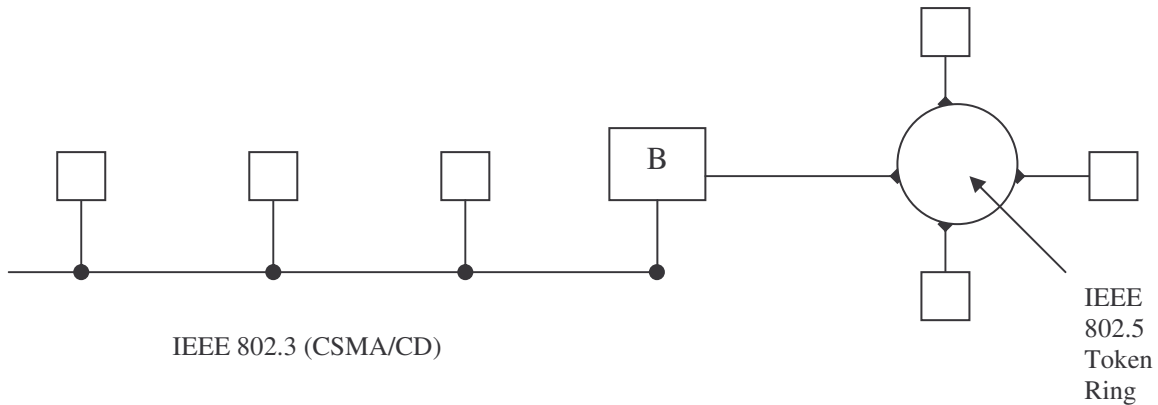 B
IEEE 802.3 (CSMA/CD)
IEEE
802.5
Token
Ring